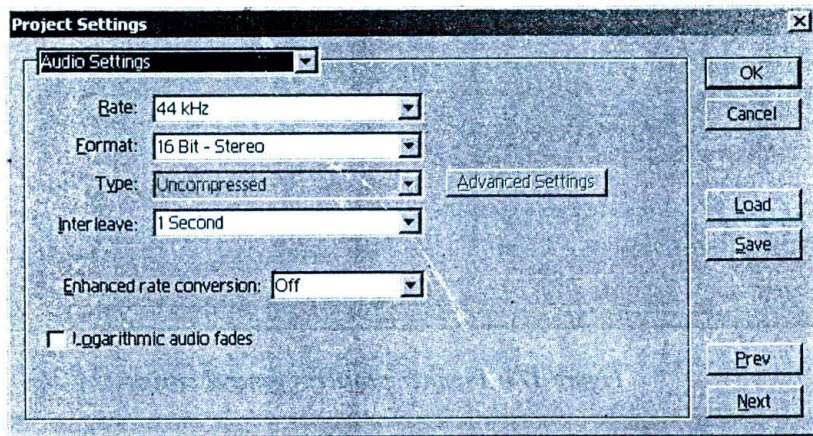 Project Settings
Audio Settings
Rate: 44 kHz
Format: 16 Bit - Stereo
Type: Uncompressed
Advanced Settings
Interleave: 1 Second
Enhanced rate conversion: Off
Logarithmic audio fades
OK
Cancel
Load
Save
Prev
Next